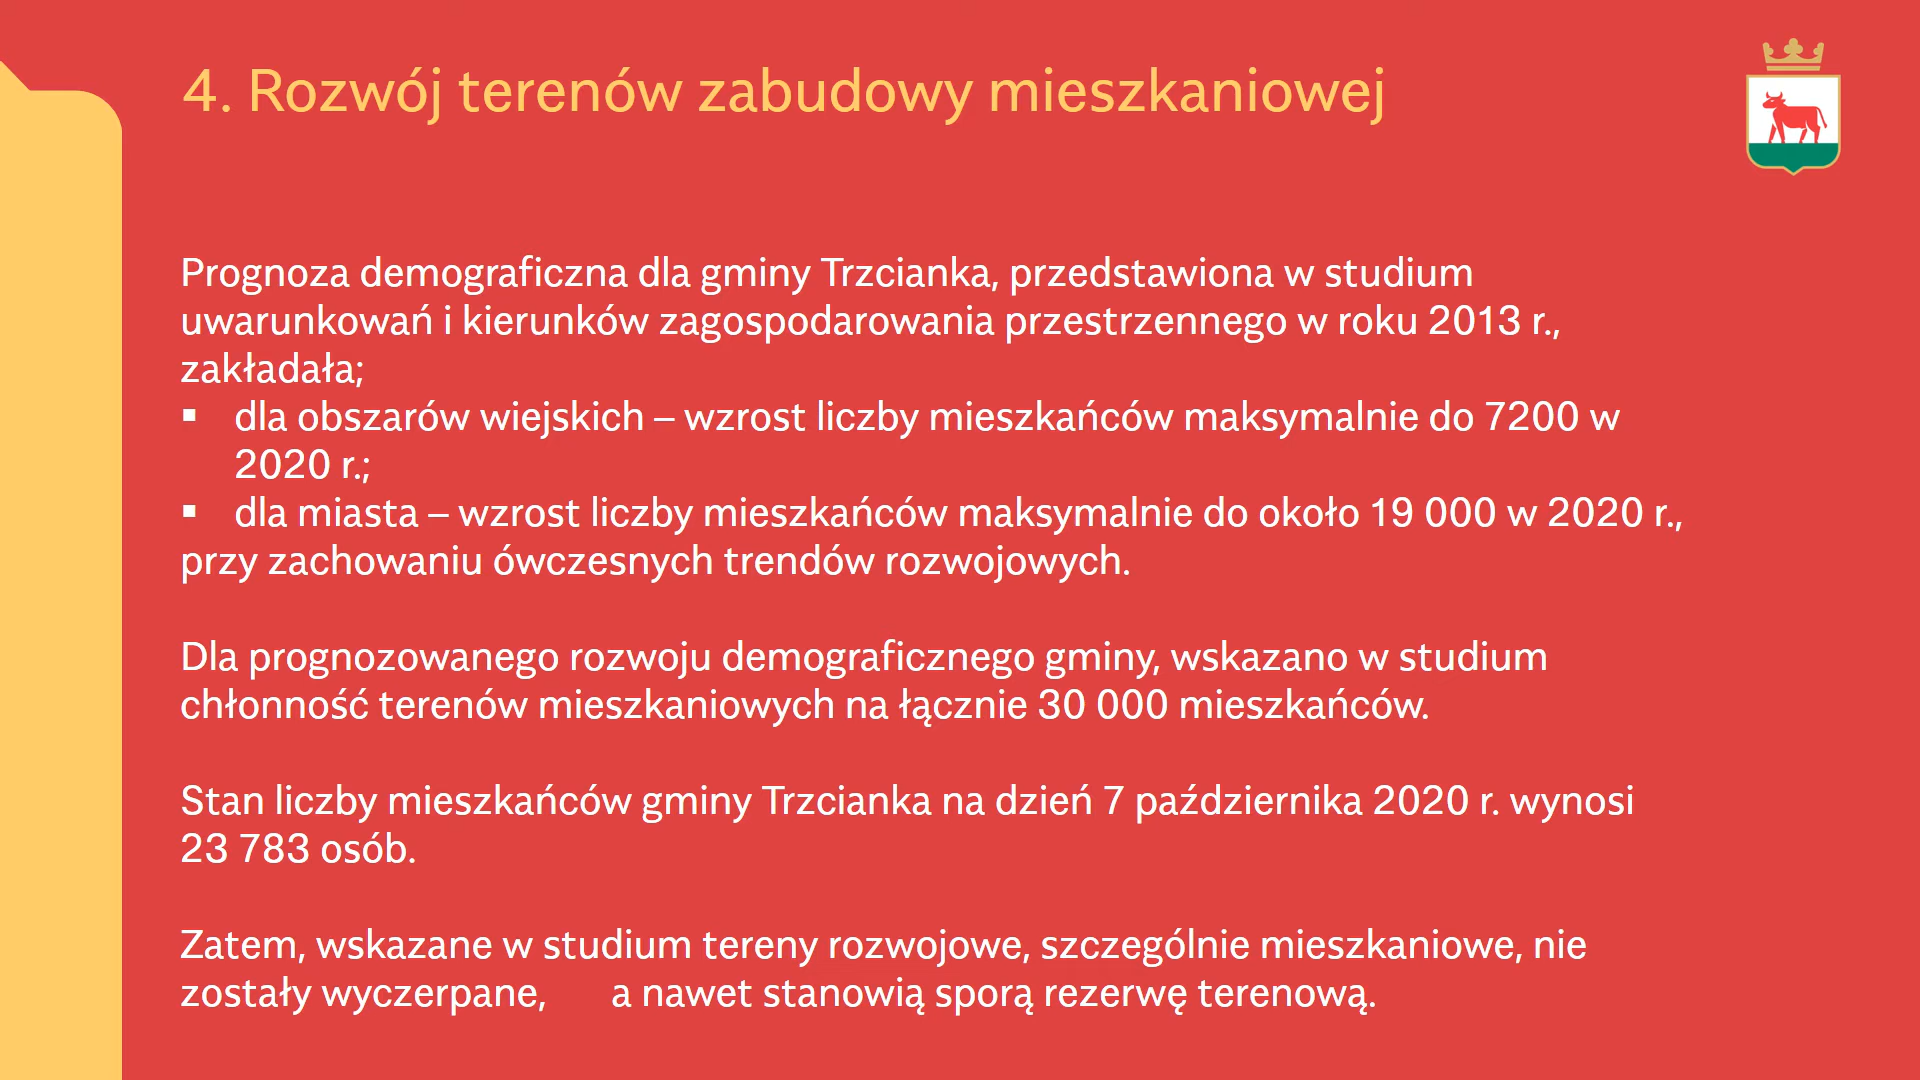 4. Rozwój terenów zabudowy mieszkaniowej
Prognoza demograficzna dla gminy Trzcianka, przedstawiona w studium
uwarunkowań i kierunków zagospodarowania przestrzennego w roku 2013 r.,
zakładała;
▪ dla obszarów wiejskich – wzrost liczby mieszkańców maksymalnie do 7200 w
2020 r.;
▪ dla miasta – wzrost liczby mieszkańców maksymalnie do około 19 000 w 2020 r.,
przy zachowaniu ówczesnych trendów rozwojowych.
Dla prognozowanego rozwoju demograficznego gminy, wskazano w studium
chłonność terenów mieszkaniowych na łącznie 30 000 mieszkańców.
Stan liczby mieszkańców gminy Trzcianka na dzień 7 października 2020 r. wynosi
23 783 osób.
Zatem, wskazane w studium tereny rozwojowe, szczególnie mieszkaniowe, nie
zostały wyczerpane, a nawet stanowią sporą rezerwę terenową.